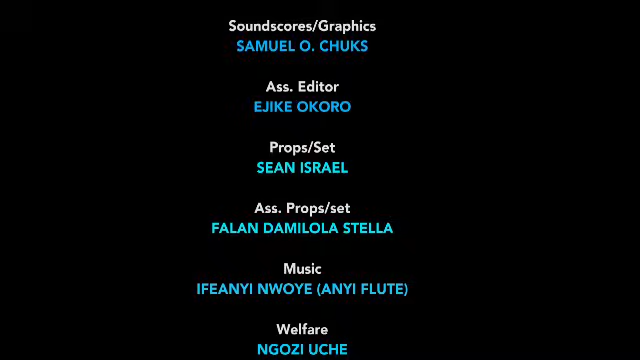 Soundscores/Graphics
SAMUEL O. CHUKS
Ass. Editor
EJIKE OKORO
Props/Set
SEAN ISRAEL
Ass. Props/set
FALAN DAMILOLA STELLA
Music
IFEANYI NWOYE (ANYI FLUTE)
Welfare
NGOZI UCHE